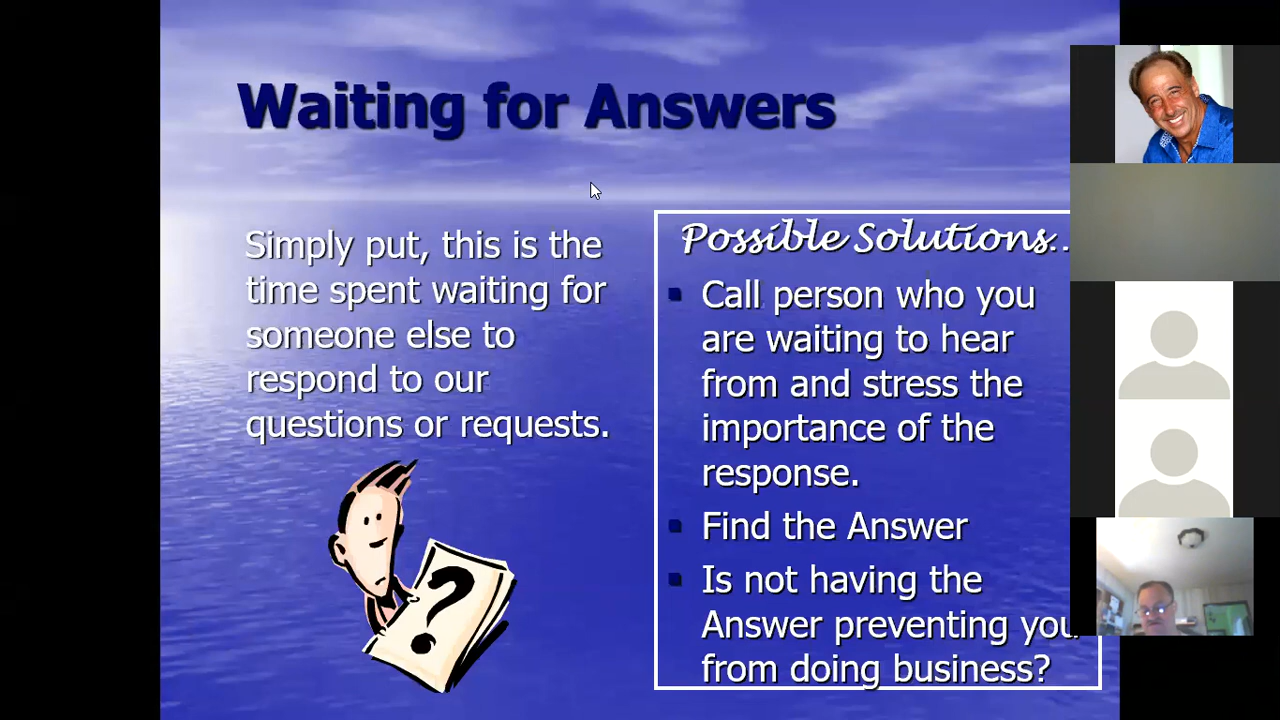 Waiting for Answers
Simply put, this is the
time spent waiting for
someone else to
respond to our
questions or requests.
?
Possible Solutions..
Call person who you
are waiting to hear
from and stress the
importance of the
response.
Find the Answer
Is not having the
Answer preventing you
from doing business?